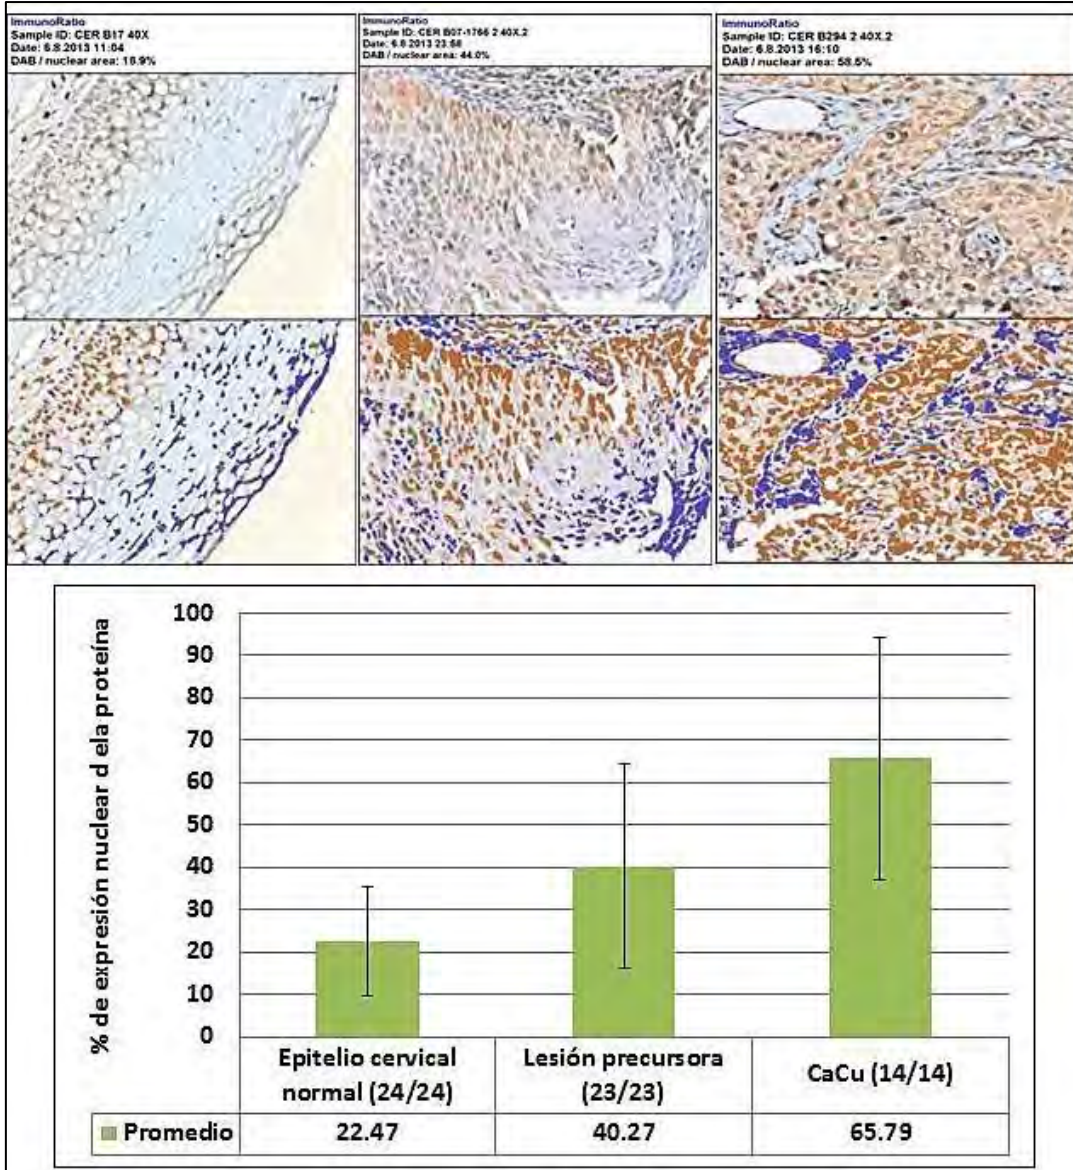 ImmunoRatio
Sample ID: CER B17 40X
Date: 6.8.2013 11:04
DAB / nuclear area: 16.9%
ImmunoRatio
Sample ID: CER B07-1766 2 40X.2
Date: 6.8.2013 23:58
DAB / nuclear area: 44.0%
ImmunoRatio
Sample ID: CER B294 2 40X.2
Date: 6.8.2013 16:10
DAB / nuclear area: 58.5%
% de expresión nuclear d ela proteína
100
90
80
70
60
50
40
30
20
10
0
Epitelio cervical
normal (24/24)
Lesión precursora
(23/23)
CaCu (14/14)
Promedio 22.47 40.27 65.79